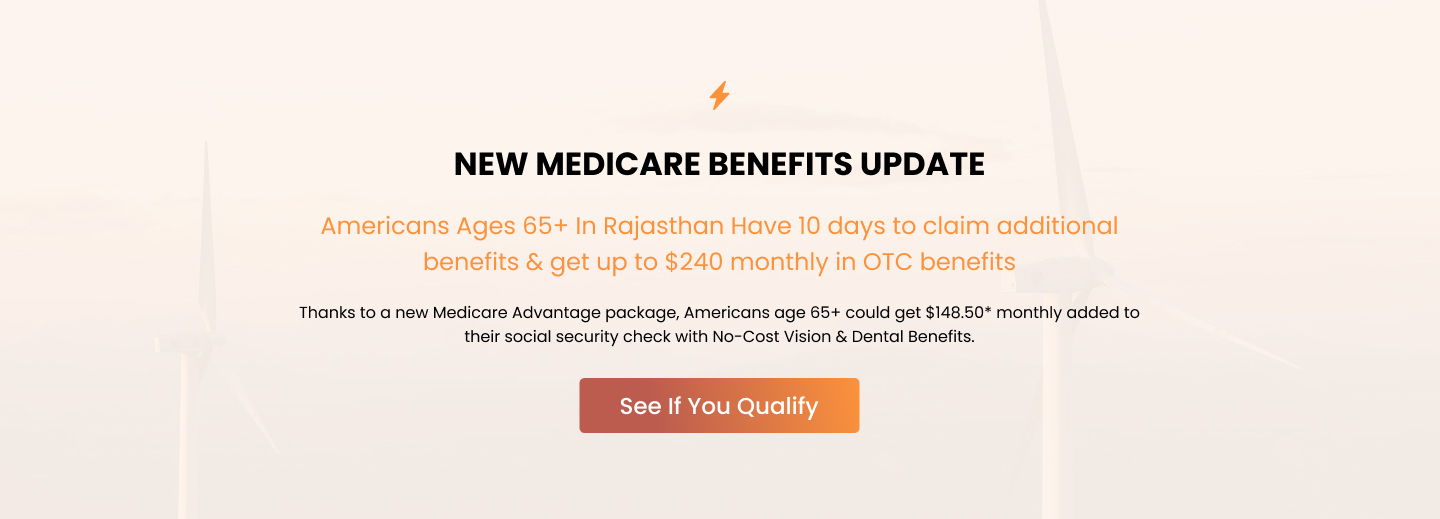 NEW MEDICARE BENEFITS UPDATE
Americans Ages 65+ In Rajasthan Have 10 days to claim additional
benefits & get up to $240 monthly in OTC benefits
Thanks to a new Medicare Advantage package, Americans age 65+ could get $148.50* monthly added to
their social security check with No-Cost Vision & Dental Benefits.
See If You Qualify